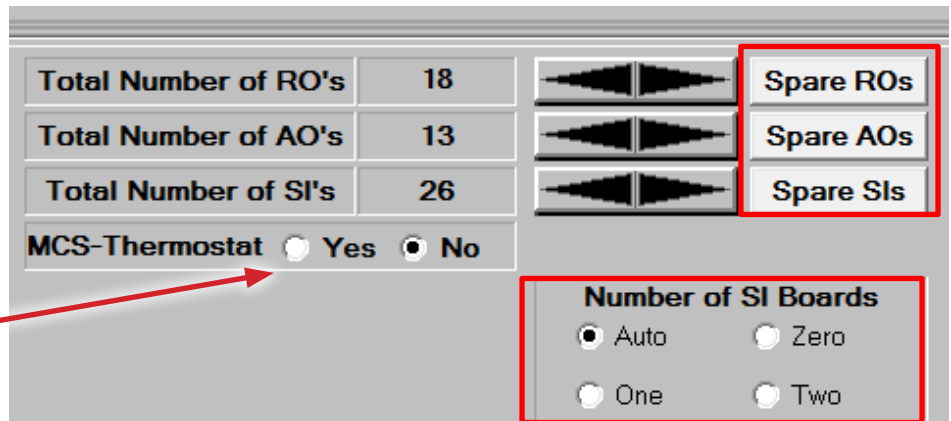 Total Number of RO's 18 Spare ROs
Total Number of AO's 13 Spare AOs
Total Number of SI's 26 Spare SIs
MCS-Thermostat Yes No
Number of SI Boards
Auto Zero
One Two